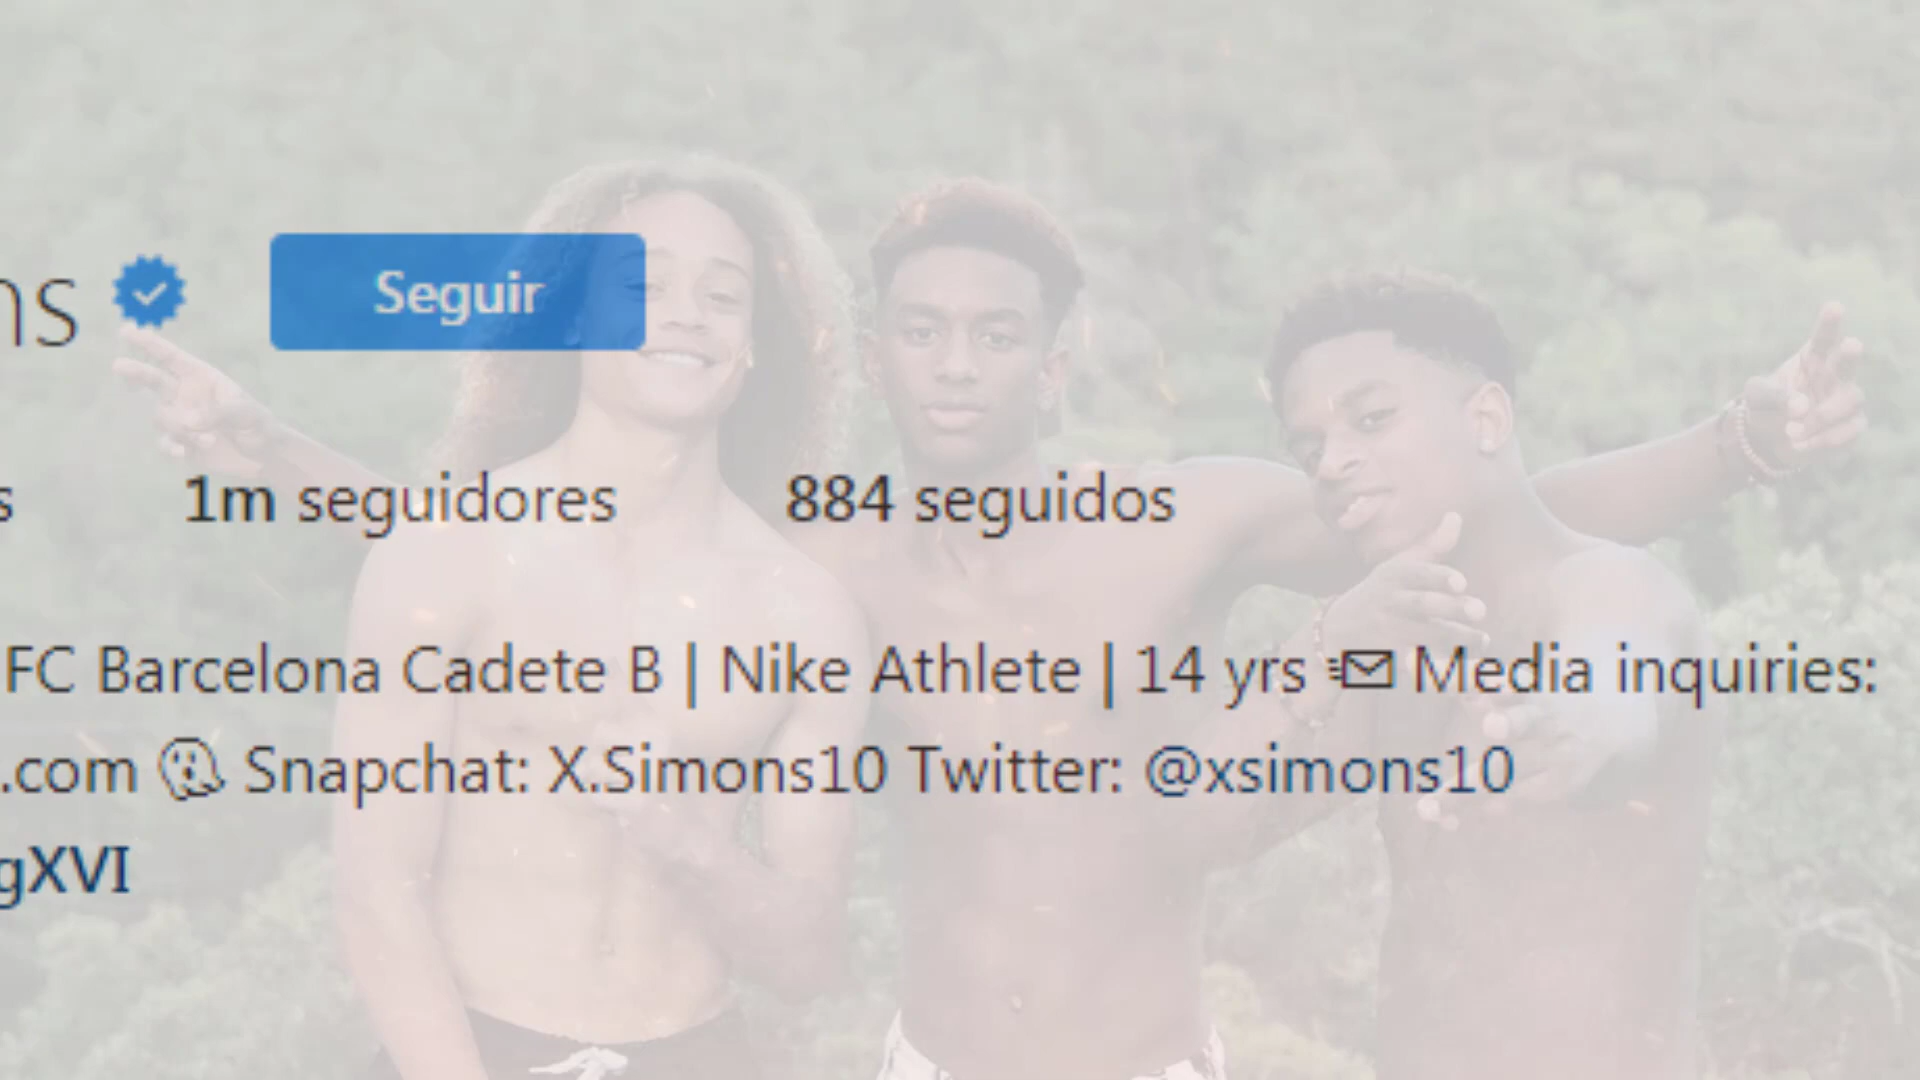 ns Seguir
s 1m seguidores 884 seguidos
FC Barcelona Cadete B | Nike Athlete | 14 yrs 📨 Media inquiries:
.com 👻 Snapchat: X.Simons10 Twitter: @xsimons10
gXVI